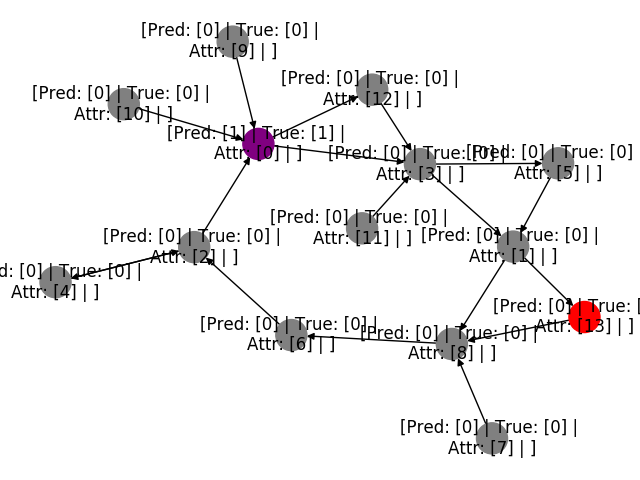 [Pred: [0] | True: [0] |
Attr: [9] | ]
[Pred: [0] | True: [0] |
Attr: [12] | ]
[Pred: [0] | True: [0] |
Attr: [10] | ]
[Pred: [1] | True: [1] |
Attr: [0] | ]
[Pred: [0] | True: [0] |
Attr: [3] | ]
[Pred: [0] | True: [0]
Attr: [5] | ]
[Pred: [0] | True: [0] |
Attr: [11] | ]
[Pred: [0] | True: [0] |
Attr: [1] | ]
[Pred: [0] | True: [0] |
Attr: [2] | ]
d: [0] | True: [0] |
Attr: [4] | ]
[Pred: [0] | True: [
Attr: [13] | ]
[Pred: [0] | True: [0] |
Attr: [6] | ]
[Pred: [0] | True: [0] |
Attr: [8] | ]
[Pred: [0] | True: [0] |
Attr: [7] | ]